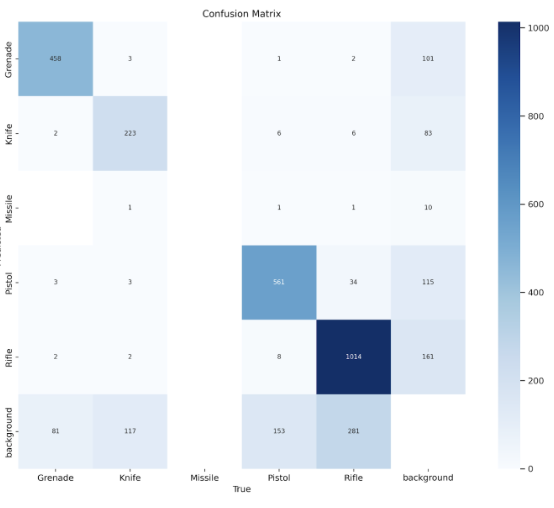 Confusion Matrix
Grenade 458 3 1 2 101
Knife 2 223 6 6 83
Missile 1 1 1 10
Pistol 3 3 561 34 115
Rifle 2 2 8 1014 161
background 81 117 153 281
Grenade Knife Missile Pistol Rifle background
True
1000
800
600
400
200
0